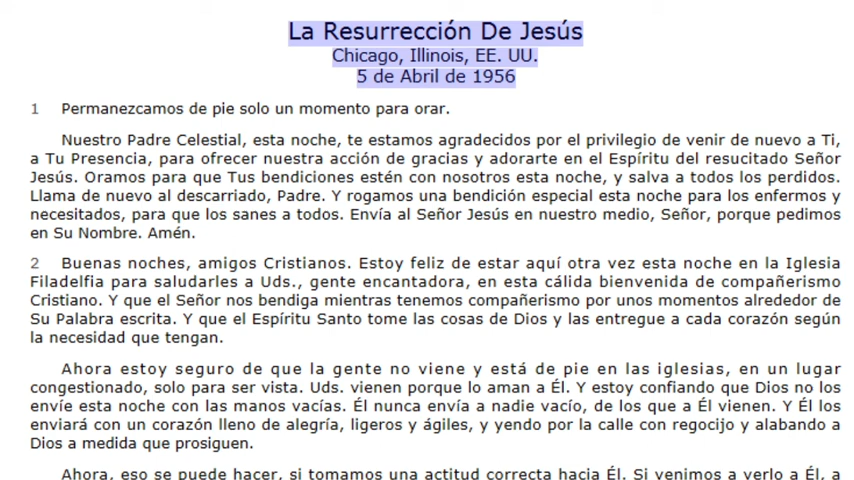 La Resurrección De Jesús
Chicago, Illinois, EE. UU.
5 de Abril de 1956
1 Permanezcamos de pie solo un momento para orar.
Nuestro Padre Celestial, esta noche, te estamos agradecidos por el privilegio de venir de nuevo a Ti,
a Tu Presencia, para ofrecer nuestra acción de gracias y adorarte en el Espíritu del resucitado Señor
Jesús. Oramos para que Tus bendiciones estén con nosotros esta noche, y salva a todos los perdidos.
Llama de nuevo al descarriado, Padre. Y rogamos una bendición especial esta noche para los enfermos y
necesitados, para que los sanes a todos. Envía al Señor Jesús en nuestro medio, Señor, porque pedimos
en Su Nombre. Amén.
2 Buenas noches, amigos Cristianos. Estoy feliz de estar aquí otra vez esta noche en la Iglesia
Filadelfia para saludarles a Uds., gente encantadora, en esta cálida bienvenida de compañerismo
Cristiano. Y que el Señor nos bendiga mientras tenemos compañerismo por unos momentos alrededor de
Su Palabra escrita. Y que el Espíritu Santo tome las cosas de Dios y las entregue a cada corazón según
la necesidad que tengan.
Ahora estoy seguro de que la gente no viene y está de pie en las iglesias, en un lugar
congestionado, solo para ser vista. Uds. vienen porque lo aman a Él. Y estoy confiando que Dios no los
envíe esta noche con las manos vacías. Él nunca envía a nadie vacío, de los que a Él vienen. Y Él los
enviará con un corazón lleno de alegría, ligeros y ágiles, y yendo por la calle con regocijo y alabando a
Dios a medida que prosiguen.
Ahora, eso se puede hacer, si tomamos una actitud correcta hacia Él. Si venimos a verlo a Él, a